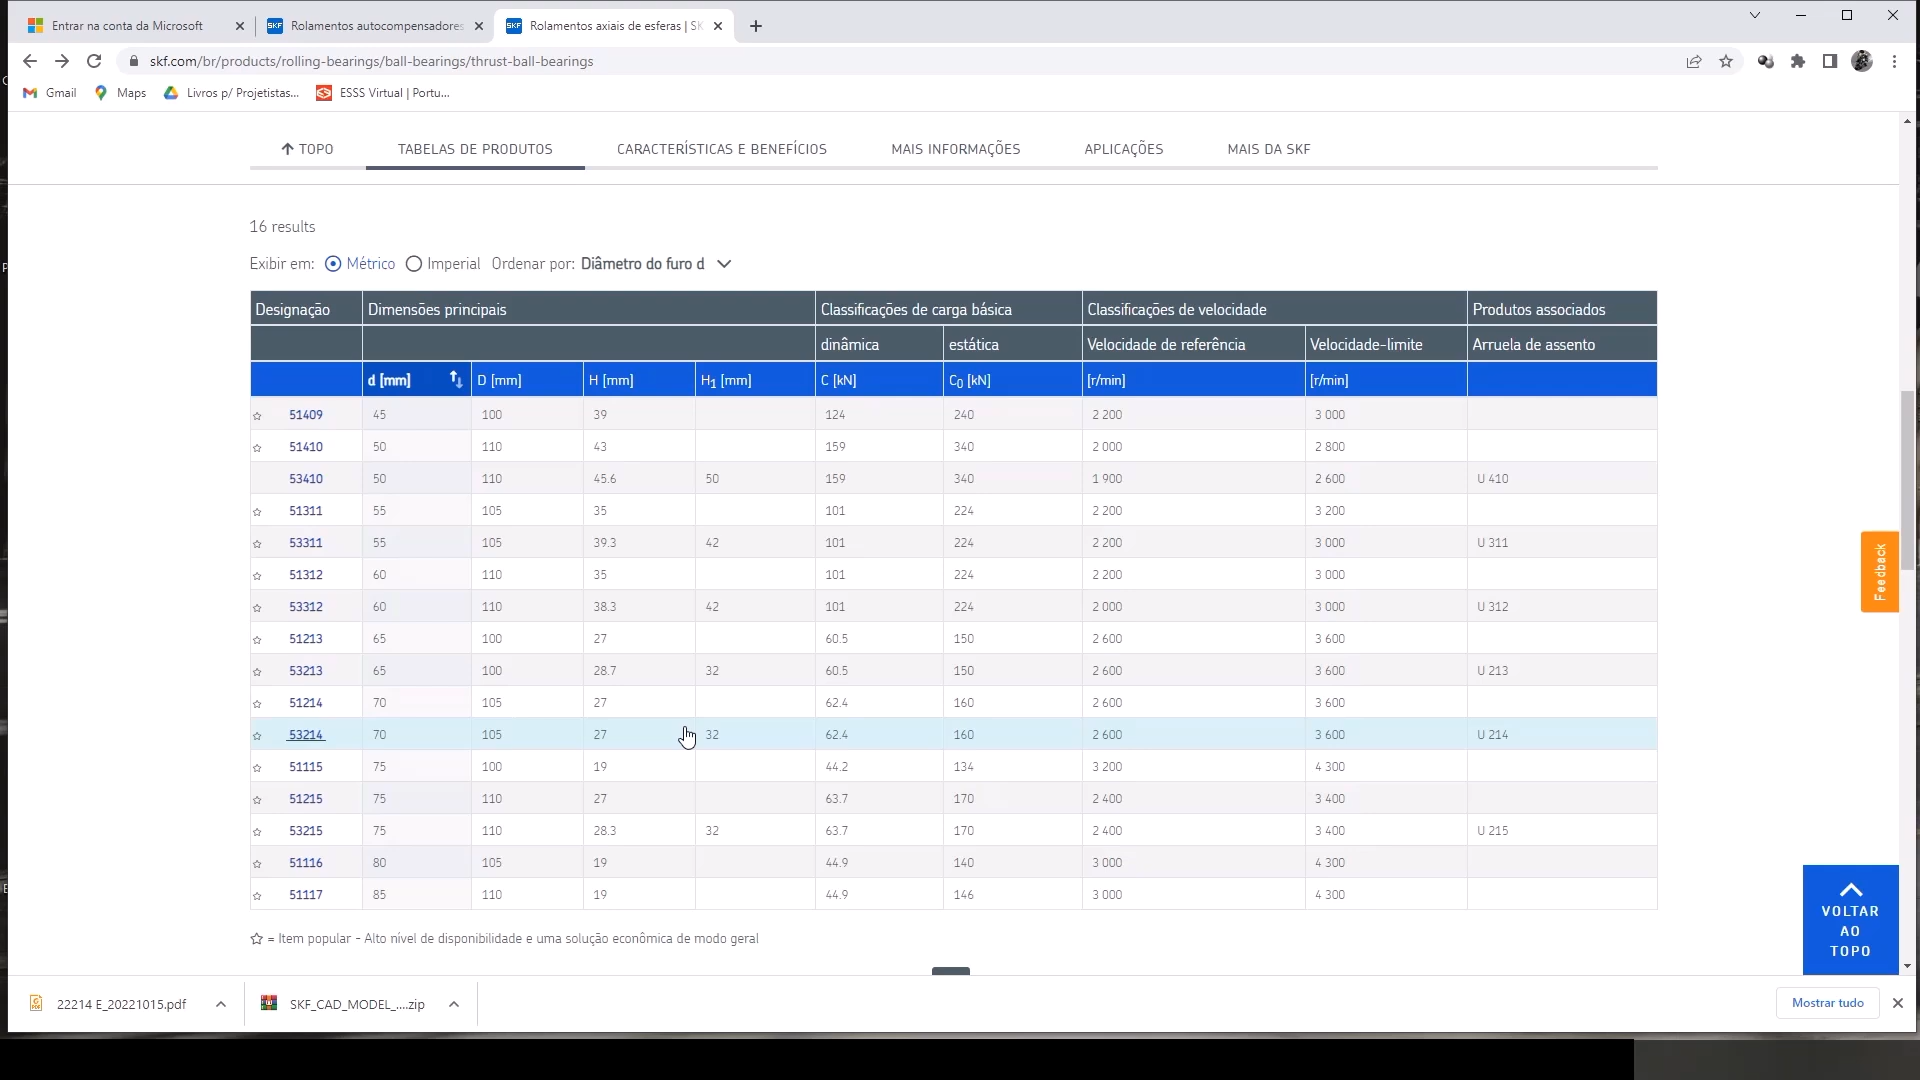 Entrar na conta da Microsoft
SKF Rolamentos autocompensadores
SKF Rolamentos axiais de esferas | SK
skf.com/br/products/rolling-bearings/ball-bearings/thrust-ball-bearings
Gmail Maps Livros p/ Projetistas... ESSS Virtual | Portu...
TOPO TABELAS DE PRODUTOS CARACTERÍSTICAS E BENEFÍCIOS MAIS INFORMAÇÕES APLICAÇÕES MAIS DA SKF
16 results
Exibir em: Métrico Imperial Ordenar por: Diâmetro do furo d
Designação Dimensões principais Classificações de carga básica Classificações de velocidade Produtos associados
dinâmica estática Velocidade de referência Velocidade-limite Arruela de assento
d [mm] D [mm] H [mm] H1 [mm] C [kN] C0 [kN] [r/min] [r/min]
☆ 51409 45 100 39 124 240 2 200 3 000
☆ 51410 50 110 43 159 340 2 000 2 800
53410 50 110 45.6 50 159 340 1 900 2 600 U 410
☆ 51311 55 105 35 101 224 2 200 3 200
☆ 53311 55 105 39.3 42 101 224 2 200 3 000 U 311
☆ 51312 60 110 35 101 224 2 200 3 000
☆ 53312 60 110 38.3 42 101 224 2 000 3 000 U 312
☆ 51213 65 100 27 60.5 150 2 600 3 600
☆ 53213 65 100 28.7 32 60.5 150 2 600 3 600 U 213
☆ 51214 70 105 27 62.4 160 2 600 3 600
☆ 53214 70 105 27 32 62.4 160 2 600 3 600 U 214
☆ 51115 75 100 19 44.2 134 3 200 4 300
☆ 51215 75 110 27 63.7 170 2 400 3 400
☆ 53215 75 110 28.3 32 63.7 170 2 400 3 400 U 215
☆ 51116 80 105 19 44.9 140 3 000 4 300
☆ 51117 85 110 19 44.9 146 3 000 4 300
☆ = Item popular - Alto nível de disponibilidade e uma solução econômica de modo geral
Feedback
VOLTAR
AO
TOPO
22214 E_20221015.pdf SKF_CAD_MODEL_....zip Mostrar tudo